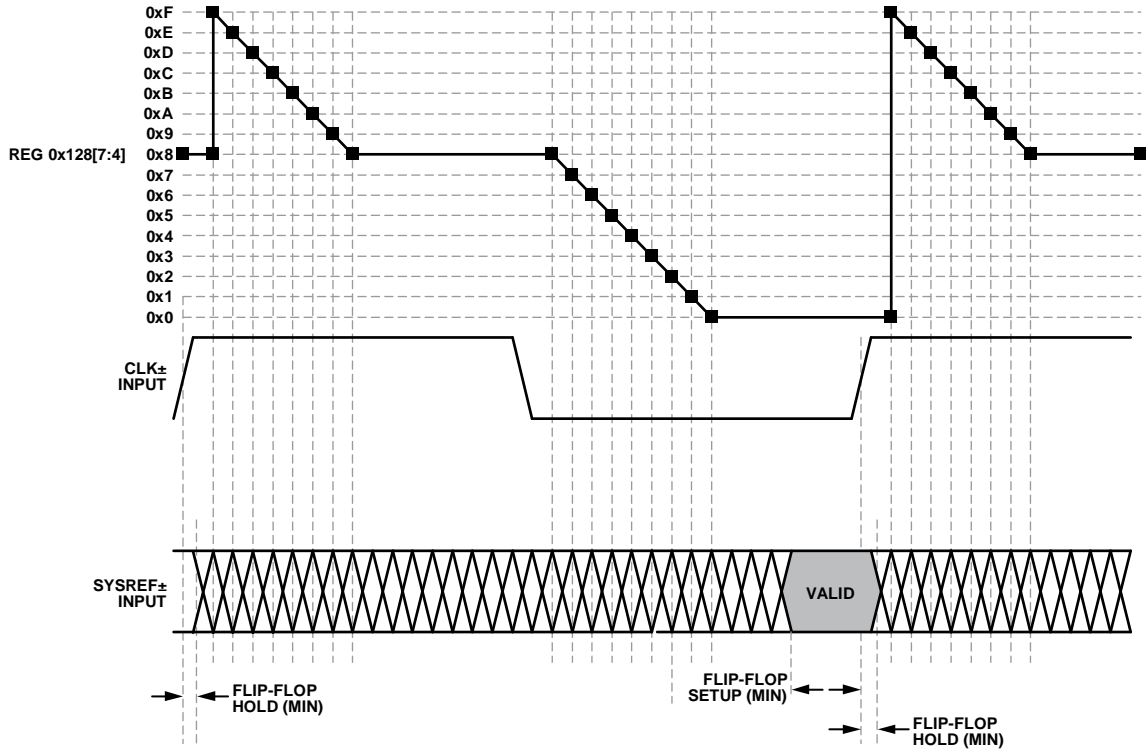 0xF
0xE
0xD
0xC
0xB
0xA
0x9
REG 0x128[7:4] 0x8
0x7
0x6
0x5
0x4
0x3
0x2
0x1
0x0
CLK±
INPUT
SYSREF±
INPUT
VALID
FLIP-FLOP
HOLD (MIN)
FLIP-FLOP
SETUP (MIN)
FLIP-FLOP
HOLD (MIN)